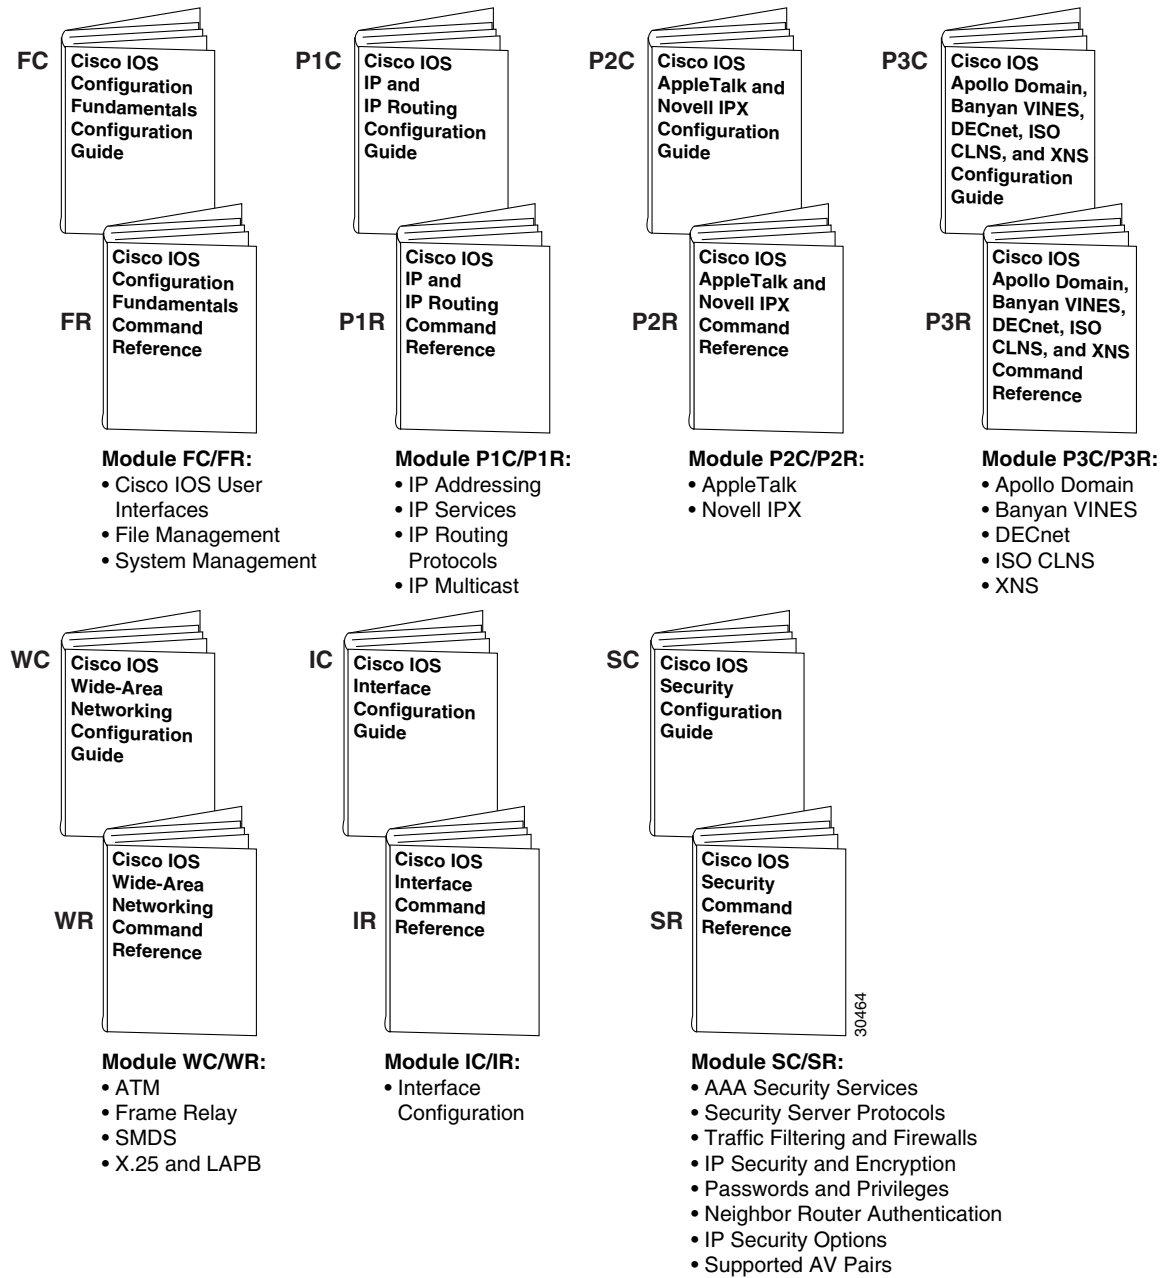 FC
Cisco IOS
Configuration
Fundamentals
Configuration
Guide
FR
Cisco IOS
Configuration
Fundamentals
Command
Reference
Module FC/FR:
• Cisco IOS User
Interfaces
• File Management
• System Management
P1C
Cisco IOS
IP and
IP Routing
Configuration
Guide
P1R
Cisco IOS
IP and
IP Routing
Command
Reference
Module P1C/P1R:
• IP Addressing
• IP Services
• IP Routing
Protocols
• IP Multicast
P2C
Cisco IOS
AppleTalk and
Novell IPX
Configuration
Guide
P2R
Cisco IOS
AppleTalk and
Novell IPX
Command
Reference
Module P2C/P2R:
• AppleTalk
• Novell IPX
P3C
Cisco IOS
Apollo Domain,
Banyan VINES,
DECnet, ISO
CLNS, and XNS
Configuration
Guide
P3R
Cisco IOS
Apollo Domain,
Banyan VINES,
DECnet, ISO
CLNS, and XNS
Command
Reference
Module P3C/P3R:
• Apollo Domain
• Banyan VINES
• DECnet
• ISO CLNS
• XNS
WC
Cisco IOS
Wide-Area
Networking
Configuration
Guide
WR
Cisco IOS
Wide-Area
Networking
Command
Reference
Module WC/WR:
• ATM
• Frame Relay
• SMDS
• X.25 and LAPB
IC
Cisco IOS
Interface
Configuration
Guide
IR
Cisco IOS
Interface
Command
Reference
Module IC/IR:
• Interface
Configuration
SC
Cisco IOS
Security
Configuration
Guide
SR
Cisco IOS
Security
Command
Reference
30464
Module SC/SR:
• AAA Security Services
• Security Server Protocols
• Traffic Filtering and Firewalls
• IP Security and Encryption
• Passwords and Privileges
• Neighbor Router Authentication
• IP Security Options
• Supported AV Pairs